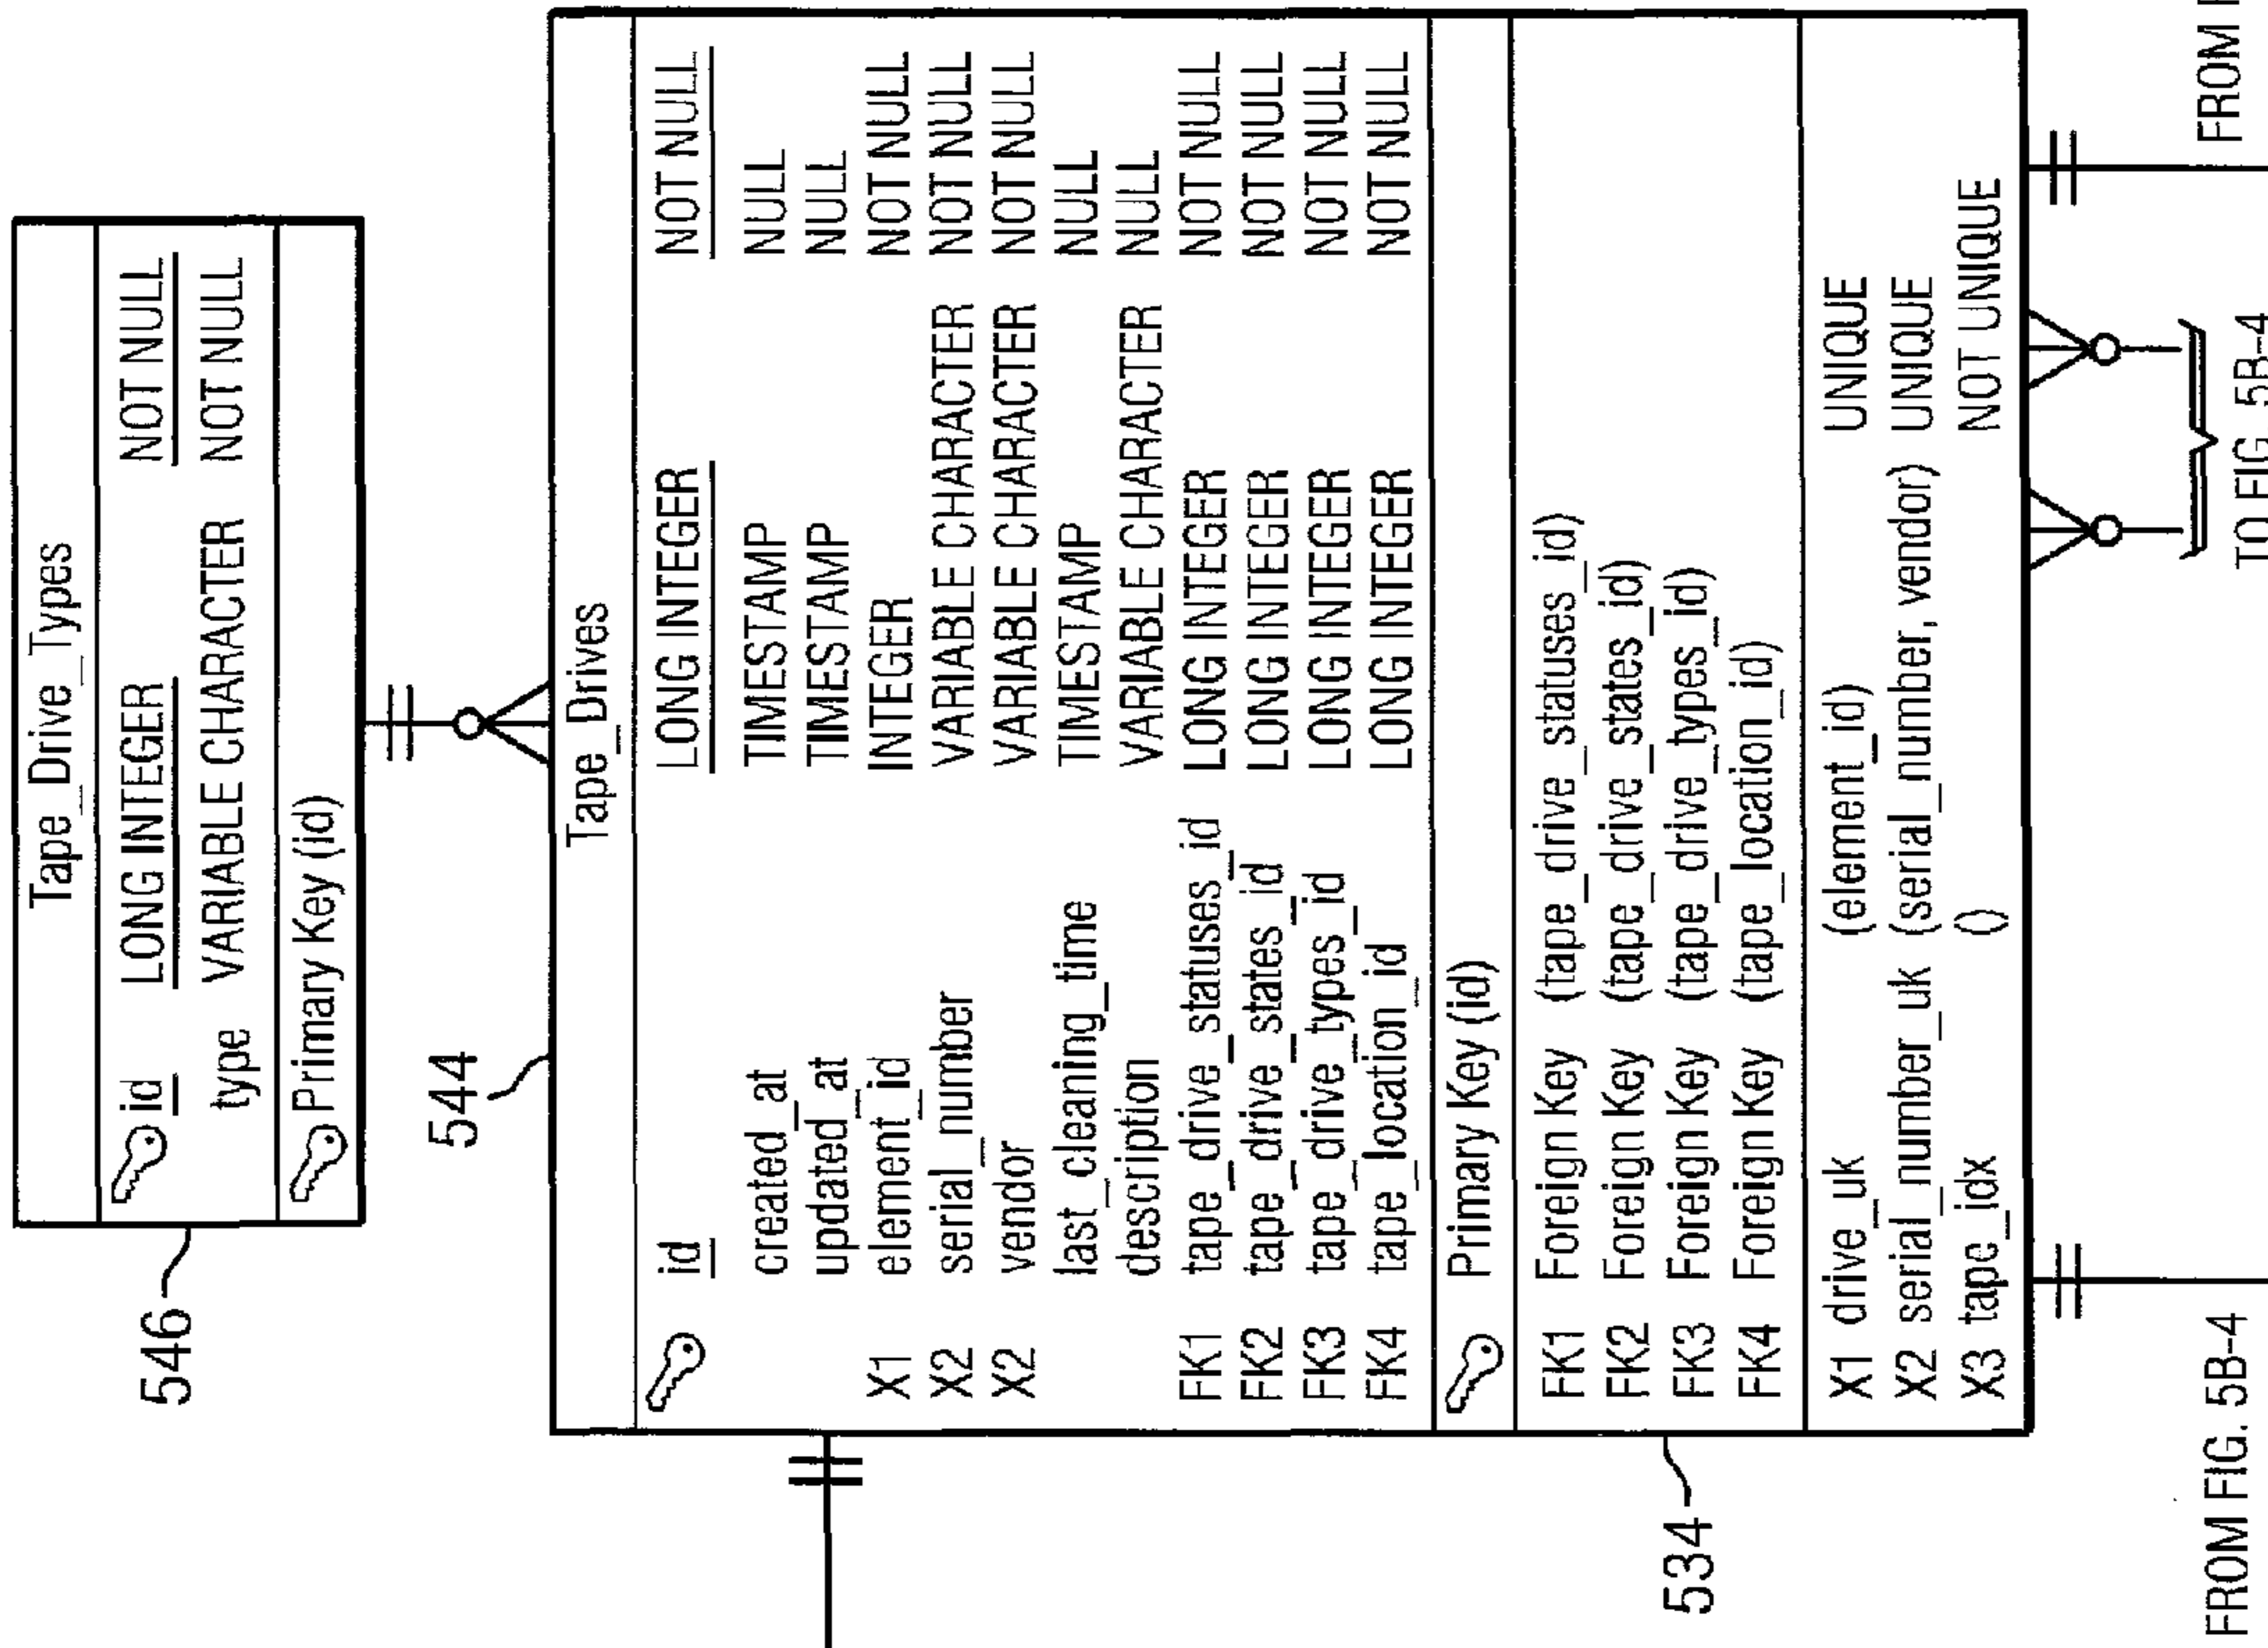 546
Tape_Drive_Types
id LONG INTEGER NOT NULL
type VARIABLE CHARACTER NOT NULL
Primary Key (id)
544
Tape_Drives
id LONG INTEGER NOT NULL
created_at TIMESTAMP NULL
updated_at TIMESTAMP NULL
X1 element_id INTEGER NOT NULL
X2 serial_number VARIABLE CHARACTER NOT NULL
X2 vendor VARIABLE CHARACTER NOT NULL
last_cleaning_time TIMESTAMP NULL
description VARIABLE CHARACTER NULL
FK1 tape_drive_statuses_id LONG INTEGER NOT NULL
FK2 tape_drive_states_id LONG INTEGER NOT NULL
FK3 tape_drive_types_id LONG INTEGER NOT NULL
FK4 tape_location_id LONG INTEGER NOT NULL
Primary Key (id)
534
FK1 Foreign Key (tape_drive_statuses_id)
FK2 Foreign Key (tape_drive_states_id)
FK3 Foreign Key (tape_drive_types_id)
FK4 Foreign Key (tape_location_id)
X1 drive_uk (element_id) UNIQUE
X2 serial_number_uk (serial_number, vendor) UNIQUE
X3 tape_idx () NOT UNIQUE
FROM FIG. 5B-4
TO FIG. 5B-4
FROM